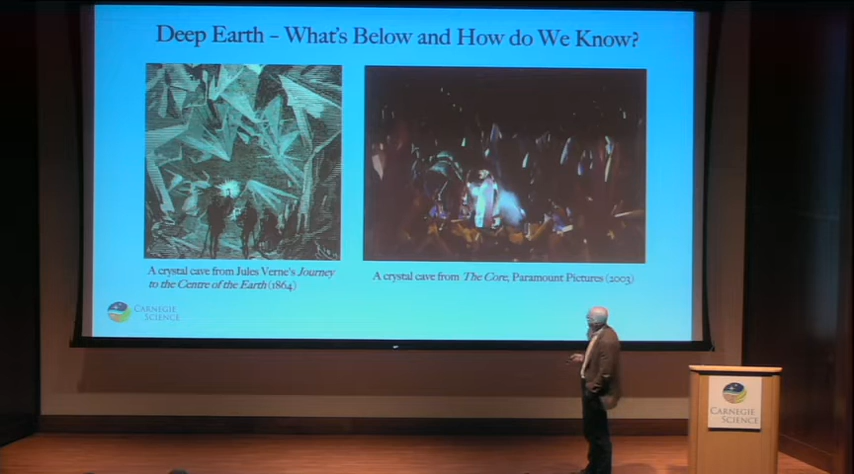 Deep Earth – What's Below and How do We Know?
A crystal cave from Jules Verne's Journey
to the Centre of the Earth (1864)
A crystal cave from The Core, Paramount Pictures (2003)
CARNEGIE
SCIENCE
CARNEGIE
SCIENCE